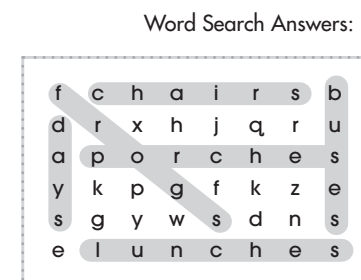 Word Search Answers:
f c h a i r s b
d r x h j q r u
a p o r c h e s
y k p g f k z e
s g y w s d n s
e l u n c h e s